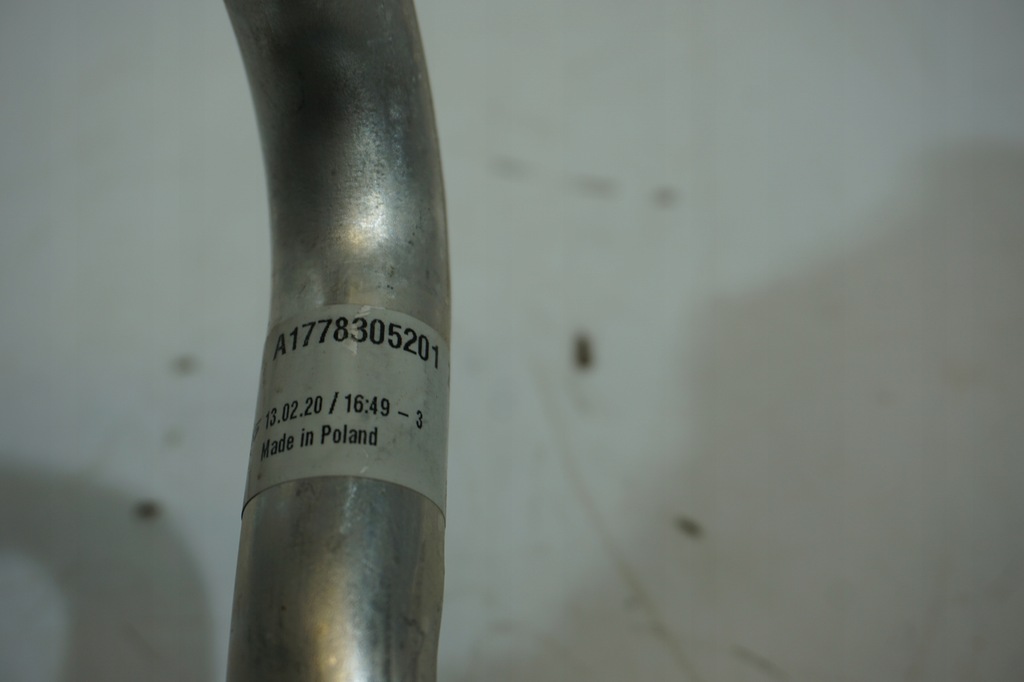 A1778305201
13.02.20 / 16:49 – 3
Made in Poland